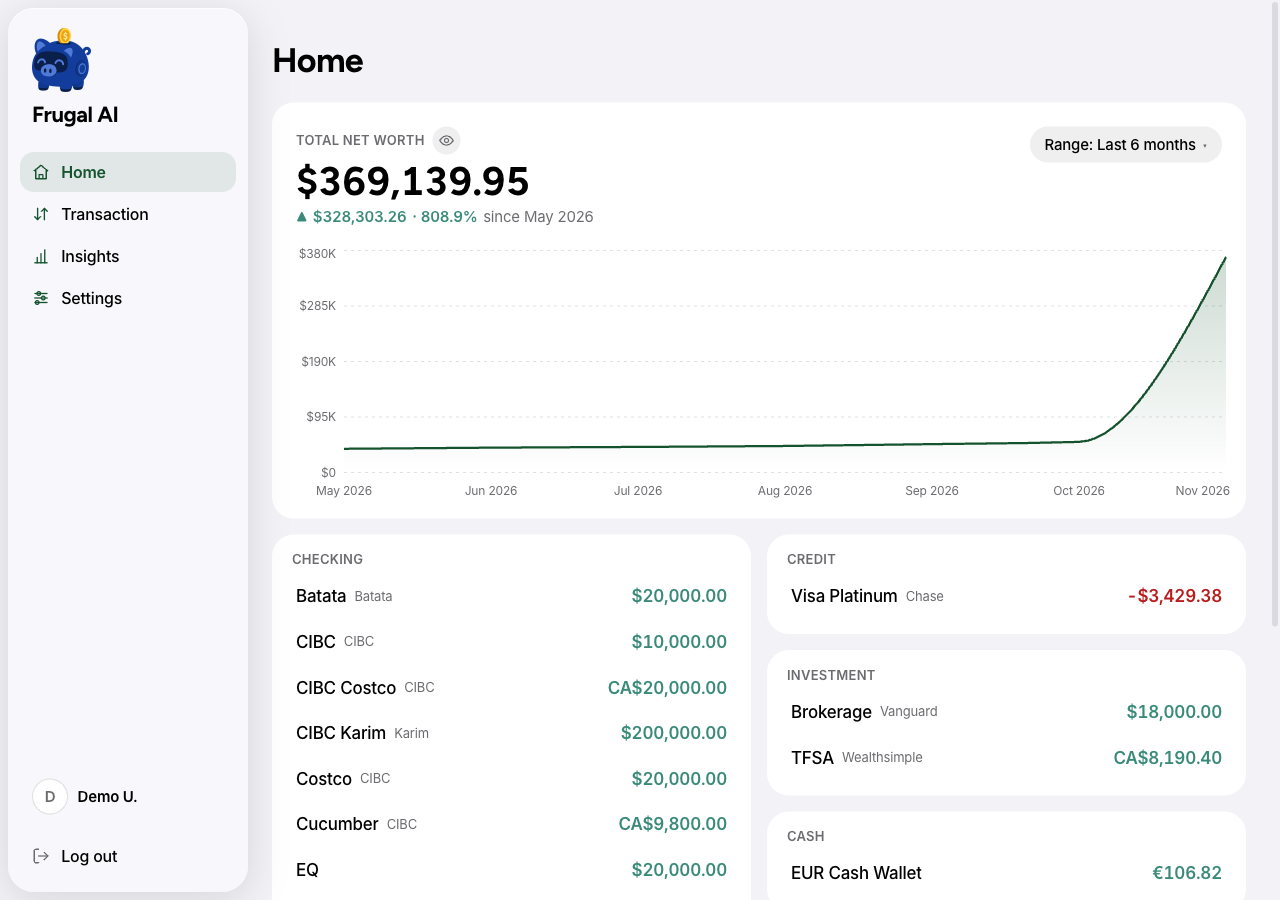 Frugal AI
Home
Transaction
Insights
Settings
D Demo U.
Log out
Home
TOTAL NET WORTH
Range: Last 6 months
$369,139.95
▲ $328,303.26 · 808.9% since May 2026
$380K
$285K
$190K
$95K
$0
May 2026 Jun 2026 Jul 2026 Aug 2026 Sep 2026 Oct 2026 Nov 2026
CHECKING
Batata Batata $20,000.00
CIBC CIBC $10,000.00
CIBC Costco CIBC CA$20,000.00
CIBC Karim Karim $200,000.00
Costco CIBC $20,000.00
Cucumber CIBC CA$9,800.00
EQ $20,000.00
CREDIT
Visa Platinum Chase -$3,429.38
INVESTMENT
Brokerage Vanguard $18,000.00
TFSA Wealthsimple CA$8,190.40
CASH
EUR Cash Wallet €106.82